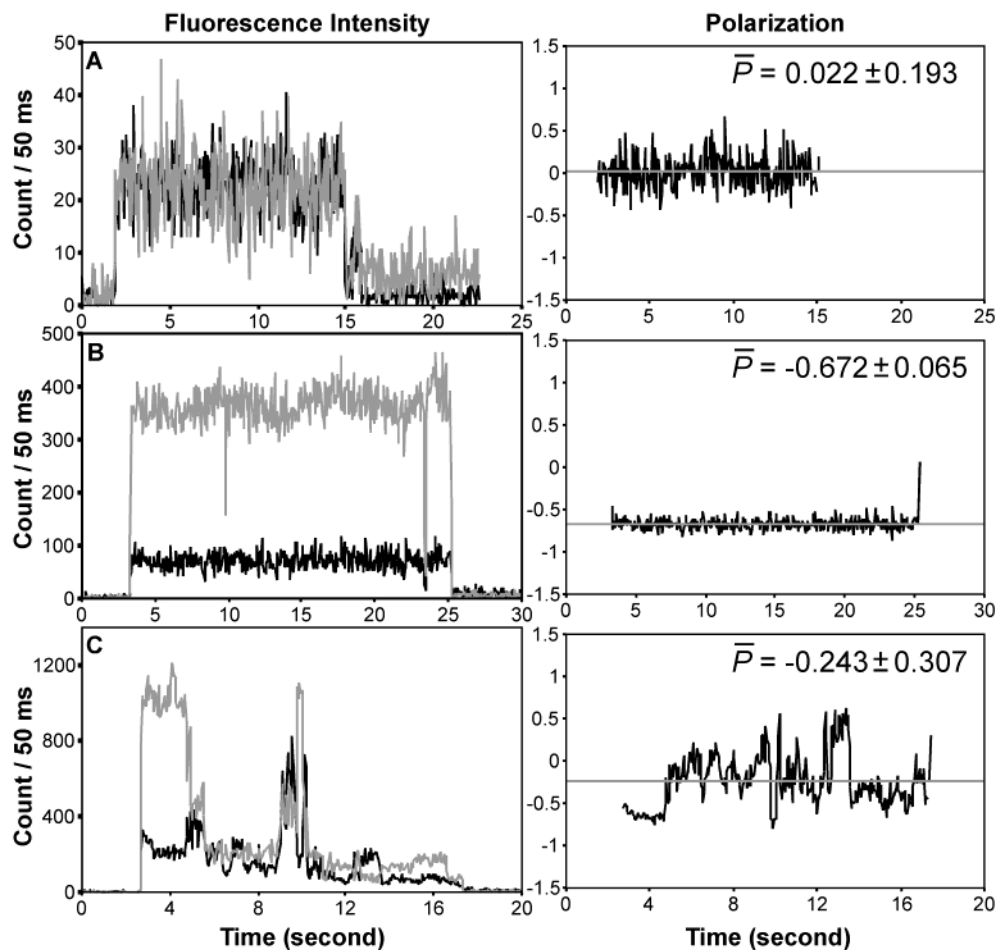 Fluorescence Intensity
Polarization
A
Count / 50 ms
50
40
30
20
10
0
0 5 10 15 20 25
P̅ = 0.022 ± 0.193
1.5
1
0.5
0
-0.5
-1
-1.5
5 10 15 20 25
B
Count / 50 ms
500
400
300
200
100
0
0 5 10 15 20 25 30
P̅ = -0.672 ± 0.065
1.5
1
0.5
0
-0.5
-1
-1.5
5 10 15 20 25 30
C
Count / 50 ms
1200
800
400
0
0 4 8 12 16 20
Time (second)
P̅ = -0.243 ± 0.307
1.5
1
0.5
0
-0.5
-1
-1.5
4 8 12 16 20
Time (second)